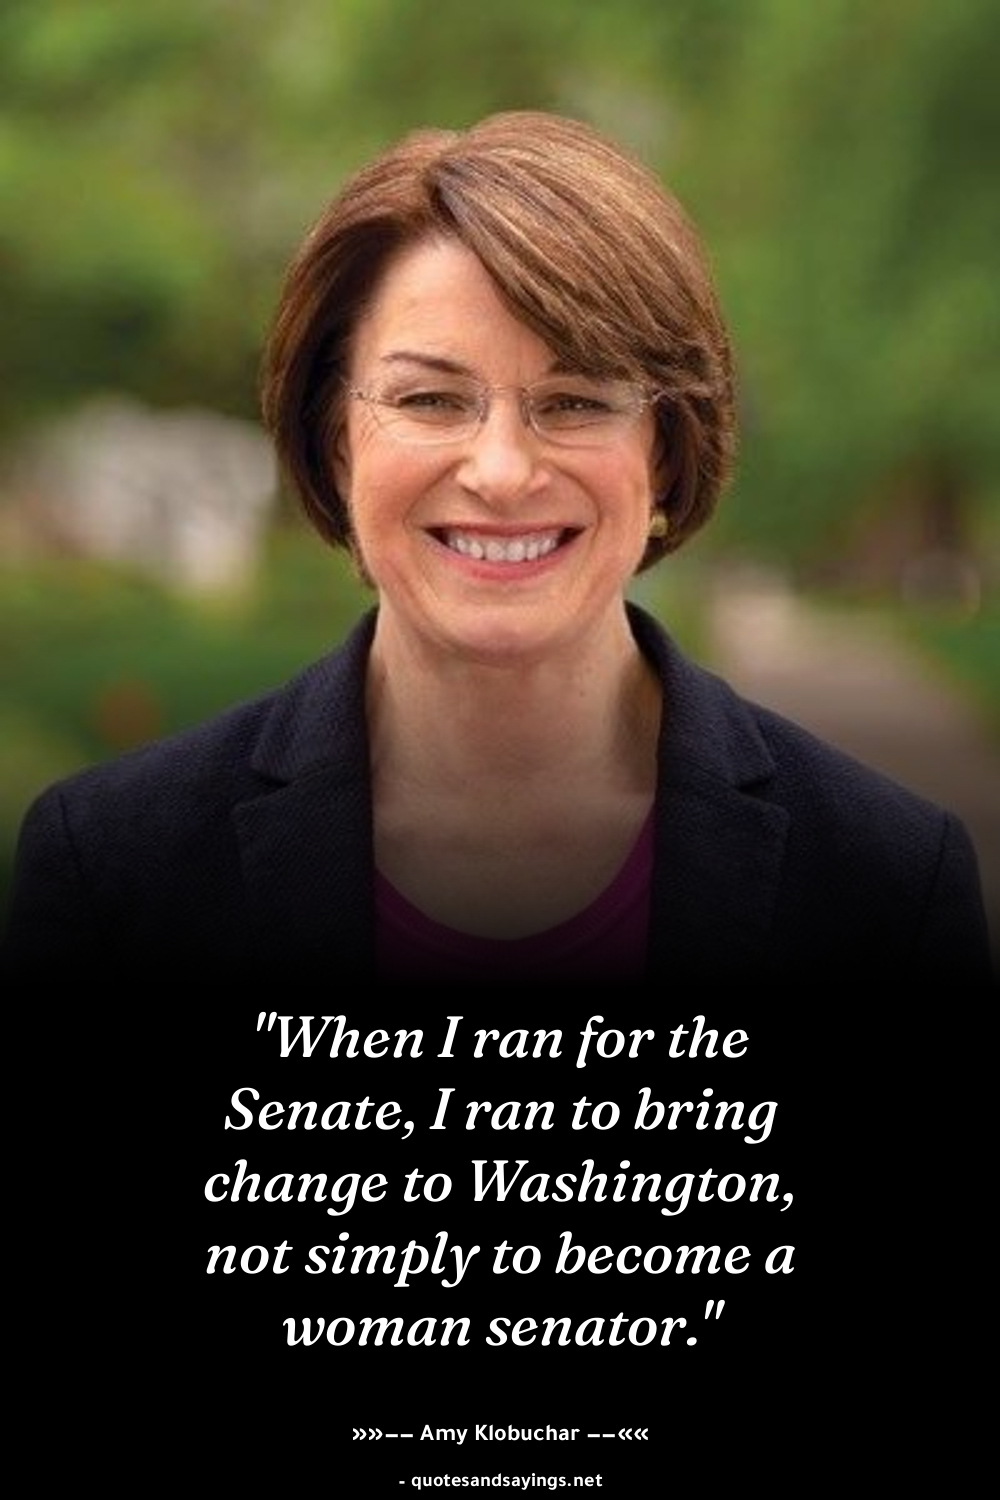 "When I ran for the
Senate, I ran to bring
change to Washington,
not simply to become a
woman senator."
»»–– Amy Klobuchar ––««
- quotesandsayings.net